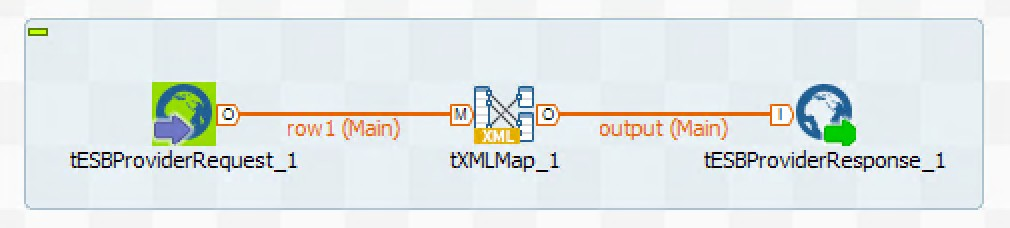 O
row1 (Main)
M
XML
O
output (Main)
I
tESBProviderRequest_1
tXMLMap_1
tESBProviderResponse_1